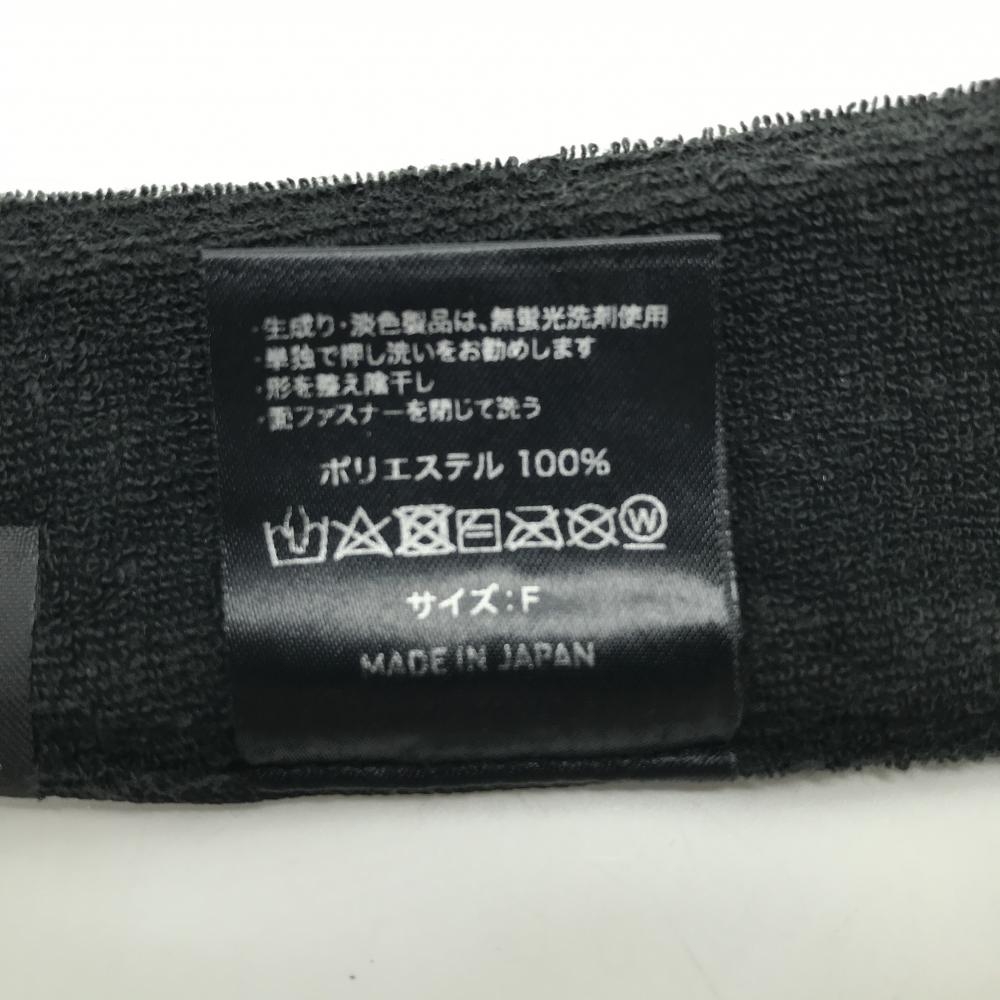 ・生成り・淡色製品は、無蛍光洗剤使用
・単独で押し洗いをお勧めします
・形を整え陰干し
・面ファスナーを閉じて洗う
ポリエステル 100%
W
サイズ：F
MADE IN JAPAN